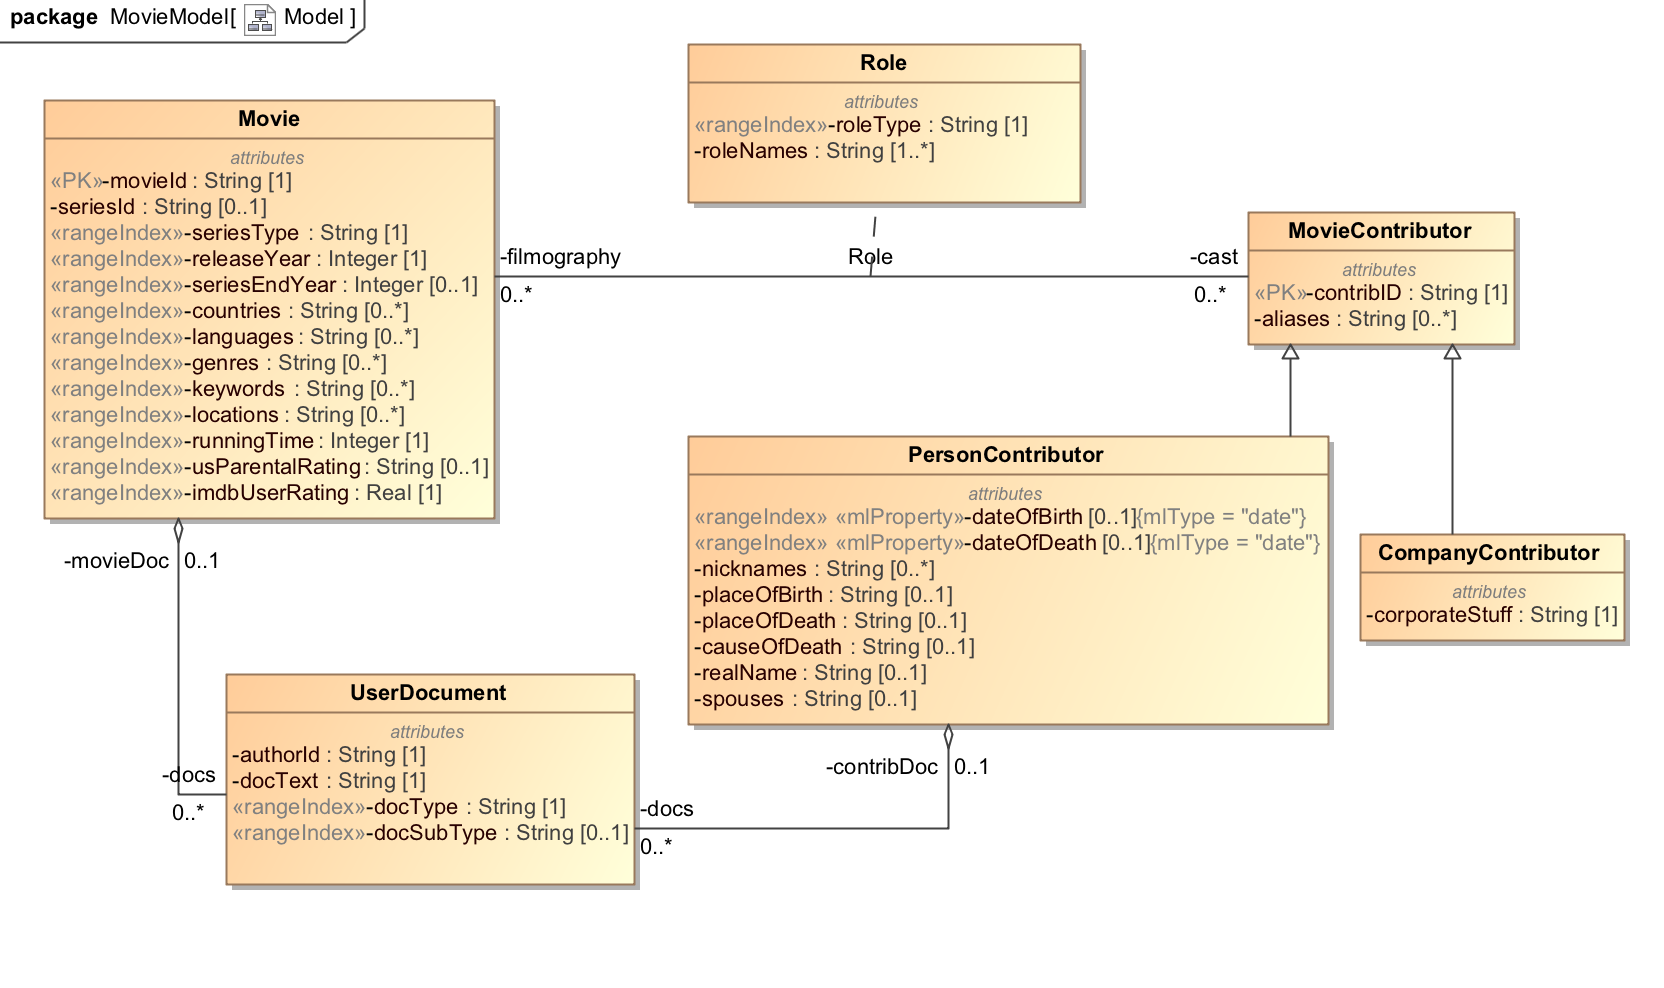 package MovieModel[ Model ]
Role
attributes
«rangeIndex»-roleType : String [1]
-roleNames : String [1..*]
Movie
attributes
«PK»-movieId : String [1]
-seriesId : String [0..1]
«rangeIndex»-seriesType : String [1]
«rangeIndex»-releaseYear : Integer [1]
«rangeIndex»-seriesEndYear : Integer [0..1]
«rangeIndex»-countries : String [0..*]
«rangeIndex»-languages : String [0..*]
«rangeIndex»-genres : String [0..*]
«rangeIndex»-keywords : String [0..*]
«rangeIndex»-locations : String [0..*]
«rangeIndex»-runningTime : Integer [1]
«rangeIndex»-usParentalRating : String [0..1]
«rangeIndex»-imdbUserRating : Real [1]
-filmography
0..*
Role
-cast
0..*
MovieContributor
attributes
«PK»-contribID : String [1]
-aliases : String [0..*]
PersonContributor
attributes
«rangeIndex» «mlProperty»-dateOfBirth [0..1]{mlType = "date"}
«rangeIndex» «mlProperty»-dateOfDeath [0..1]{mlType = "date"}
-nicknames : String [0..*]
-placeOfBirth : String [0..1]
-placeOfDeath : String [0..1]
-causeOfDeath : String [0..1]
-realName : String [0..1]
-spouses : String [0..1]
CompanyContributor
attributes
-corporateStuff : String [1]
-movieDoc 0..1
-docs
0..*
UserDocument
attributes
-authorId : String [1]
-docText : String [1]
«rangeIndex»-docType : String [1]
«rangeIndex»-docSubType : String [0..1]
-contribDoc 0..1
-docs
0..*